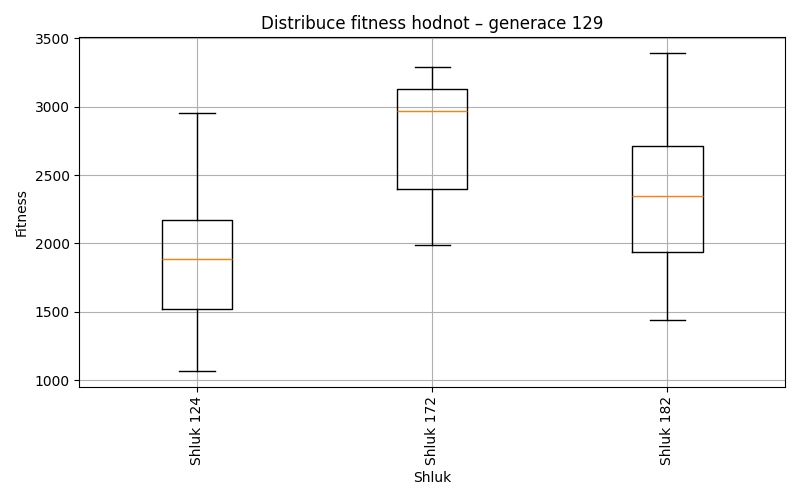 Distribuce fitness hodnot – generace 129
3500
3000
2500
2000
1500
1000
Fitness
Shluk 124
Shluk 172
Shluk 182
Shluk